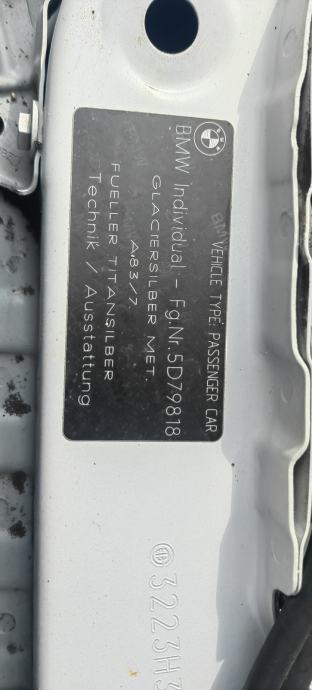 VEHICLE TYPE: PASSENGER CAR
BMW Individual - Fg.Nr.5D79818
GLACIERSILBER MET.
A83/7
FUELLER TITANSILBER
Technik / Ausstattung
3223H3